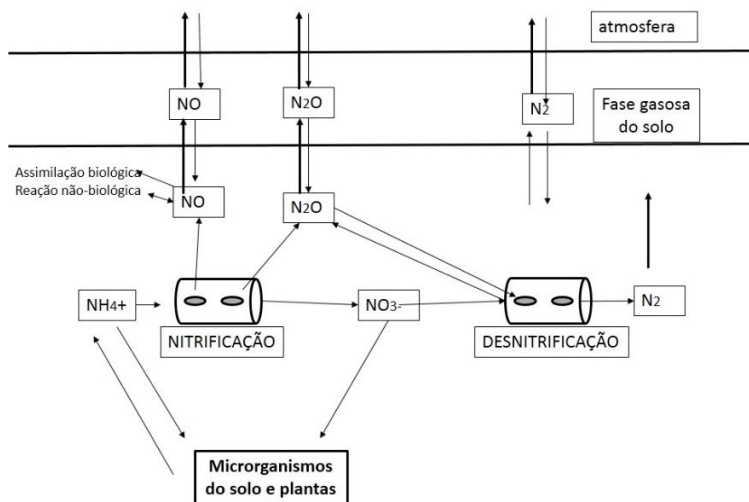 atmosfera
NO
N2O
N2
Fase gasosa
do solo
Assimilação biológica
Reação não-biológica
NO
N2O
NH4+
NO3-
N2
NITRIFICAÇÃO
DESNITRIFICAÇÃO
Microrganismos
do solo e plantas